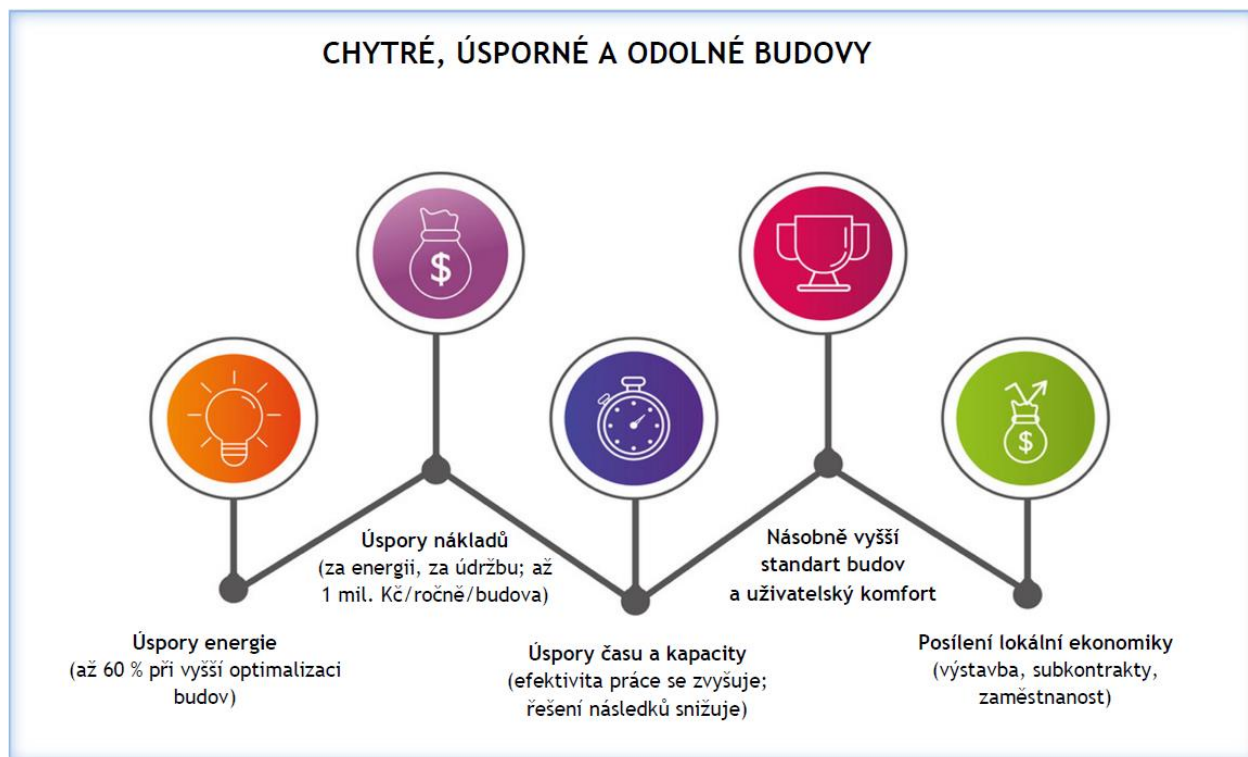 CHYTRÉ, ÚSPORNÉ A ODOLNÉ BUDOVY
$
$
Úspory nákladů
(za energii, za údržbu; až
1 mil. Kč/ročně/budova)
Násobně vyšší
standart budov
a uživatelský komfort
Úspory energie
(až 60 % při vyšší optimalizaci
budov)
Úspory času a kapacity
(efektivita práce se zvyšuje;
řešení následků snižuje)
Posílení lokální ekonomiky
(výstavba, subkontrakty,
zaměstnanost)